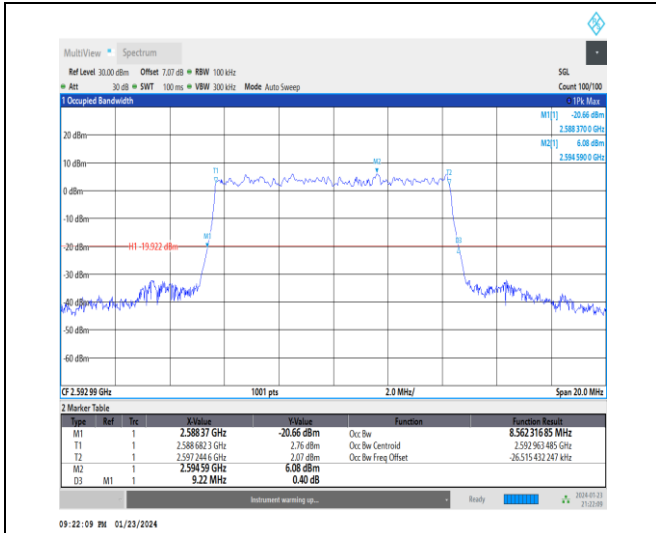 MultiView Spectrum
Ref Level 30.00 dBm Offset 7.07 dB RBW 100 kHz SGL
Att 30 dB SWT 100 ms VBW 300 kHz Mode Auto Sweep Count 100/100
1 Occupied Bandwidth 1Pk Max
M1[1] -20.66 dBm
2.588 370 0 GHz
M2[1] 6.08 dBm
2.594 590 0 GHz
20 dBm
10 dBm
T1 M2 T2
0 dBm
-10 dBm
M1 D3
-20 dBm H1 -19.922 dBm
-30 dBm
-40 dBm
-50 dBm
-60 dBm
CF 2.592 99 GHz 1001 pts 2.0 MHz/ Span 20.0 MHz
2 Marker Table
Type Ref Trc X-Value Y-Value Function Function Result
M1 1 2.588 37 GHz -20.66 dBm Occ Bw 8.562 316 85 MHz
T1 1 2.588 682 3 GHz 2.76 dBm Occ Bw Centroid 2.592 963 485 GHz
T2 1 2.597 244 6 GHz 2.07 dBm Occ Bw Freq Offset -26.515 432 247 kHz
M2 1 2.594 59 GHz 6.08 dBm
D3 M1 1 9.22 MHz 0.40 dB
Instrument warming up... Ready 2024-01-23
21:22:09
09:22:09 PM 01/23/2024